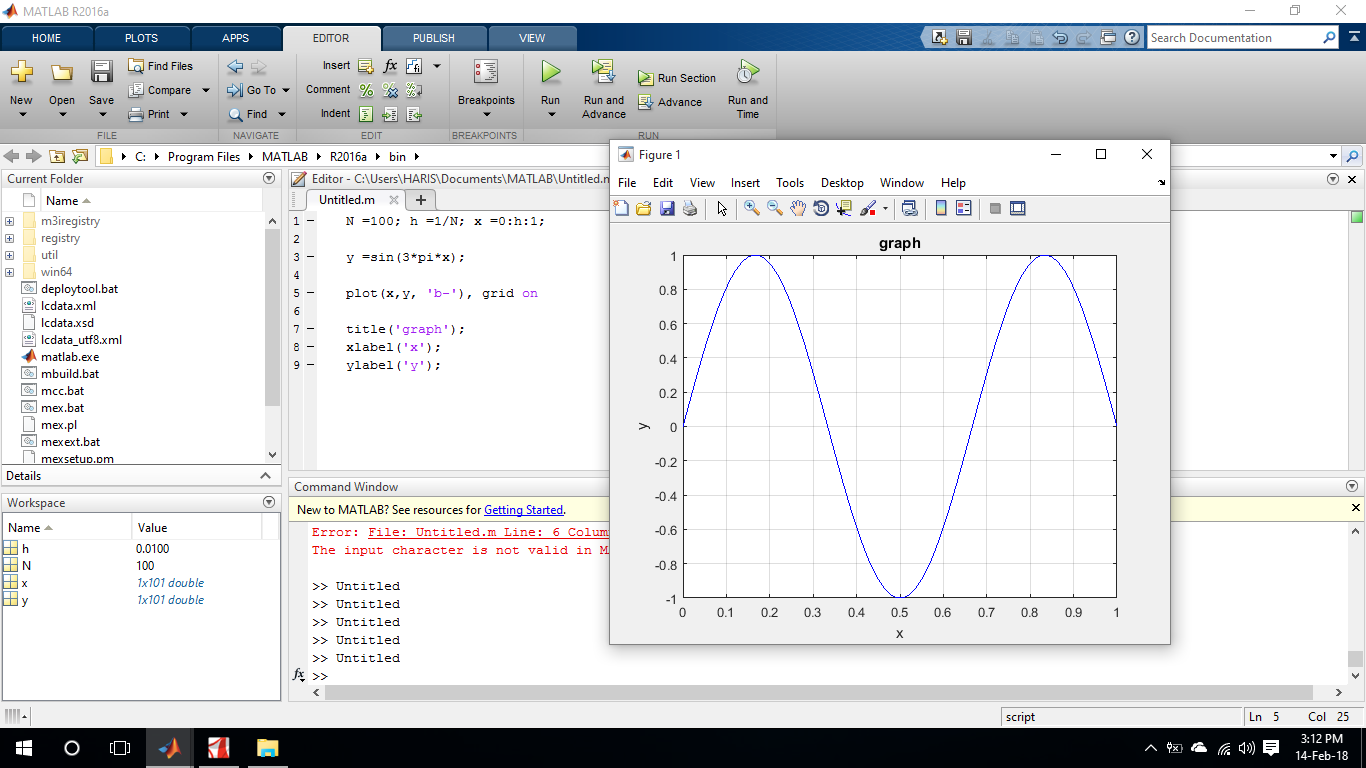 MATLAB R2016a
HOME PLOTS APPS EDITOR PUBLISH VIEW
Search Documentation
New Open Save Find Files Compare Print
Go To Find
Insert fx
Comment
Indent
Breakpoints
Run Run and Advance Run Section Advance Run and Time
FILE NAVIGATE EDIT BREAKPOINTS RUN
C: Program Files MATLAB R2016a bin
Current Folder
Name
m3iregistry
registry
util
win64
deploytool.bat
lcdata.xml
lcdata.xsd
lcdata_utf8.xml
matlab.exe
mbuild.bat
mcc.bat
mex.bat
mex.pl
mexext.bat
mexsetup.pm
Details
Workspace
Name Value
h 0.0100
N 100
x 1x101 double
y 1x101 double
Editor - C:\Users\HARIS\Documents\MATLAB\Untitled.m
Untitled.m
1 N =100; h =1/N; x =0:h:1;
2
3 y =sin(3*pi*x);
4
5 plot(x,y, 'b-'), grid on
6
7 title('graph');
8 xlabel('x');
9 ylabel('y');
Command Window
New to MATLAB? See resources for Getting Started.
Error: File: Untitled.m Line: 6 Colum
The input character is not valid in M
>> Untitled
>> Untitled
>> Untitled
>> Untitled
>> Untitled
fx >>
Figure 1
File Edit View Insert Tools Desktop Window Help
graph
1
0.8
0.6
0.4
0.2
0
-0.2
-0.4
-0.6
-0.8
-1
y
0 0.1 0.2 0.3 0.4 0.5 0.6 0.7 0.8 0.9 1
x
script Ln 5 Col 25
3:12 PM
14-Feb-18